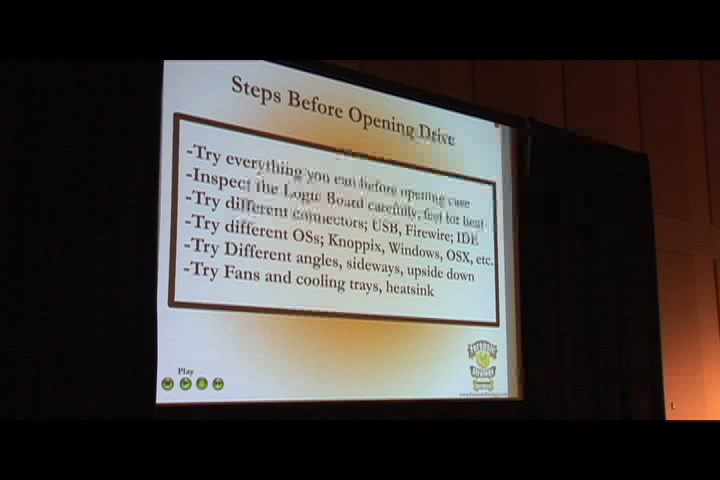 Steps Before Opening Drive
-Try everything you can before opening case
-Inspect the Logic Board carefully, feel for heat
-Try different connectors; USB, Firewire; IDE
-Try different OSs; Knoppix, Windows, OSX, etc.
-Try Different angles, sideways, upside down
-Try Fans and cooling trays, heatsink
Play
Forensic
Strategy